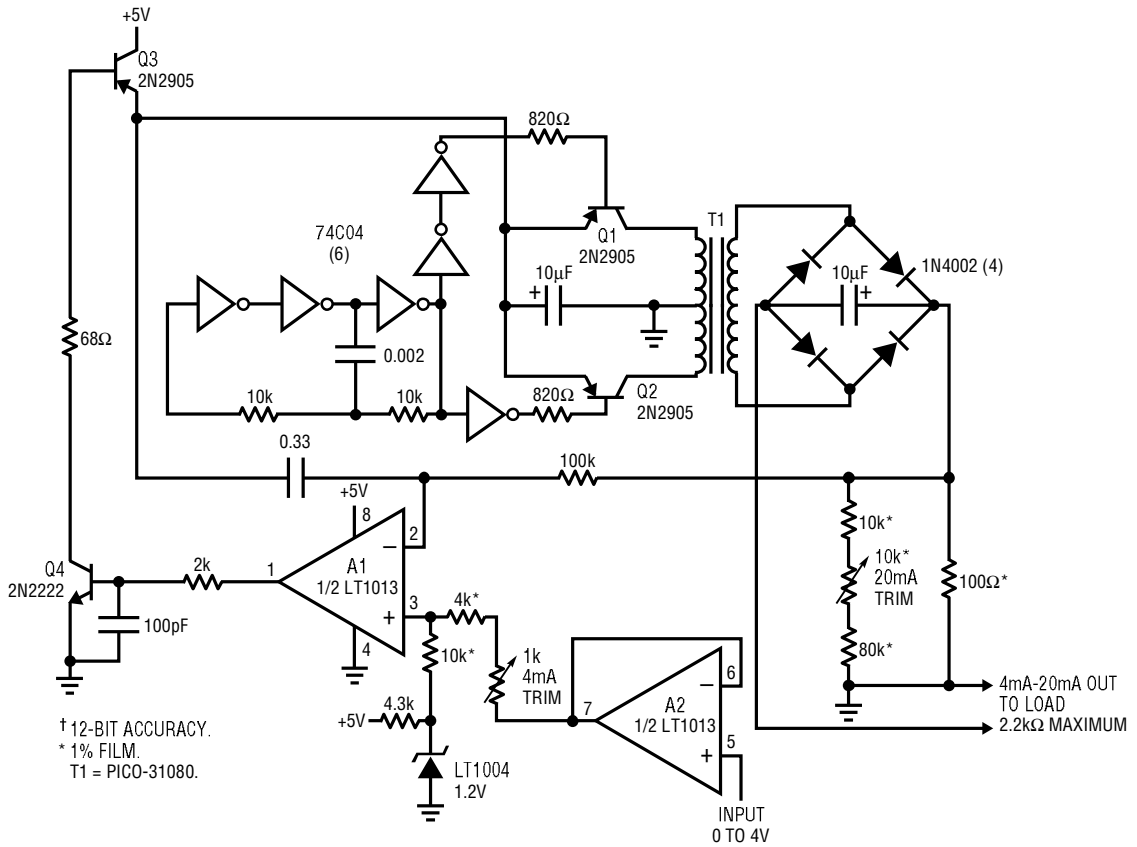 +5V
Q3
2N2905
820Ω
T1
74C04
(6)
Q1
2N2905
10µF
+
10µF
+
1N4002 (4)
68Ω
0.002
10k
10k
820Ω
Q2
2N2905
0.33
100k
+5V
8
2
−
A1
1/2 LT1013
1
+
3
4
Q4
2N2222
2k
100pF
4k*
10k*
1k
4mA
TRIM
10k*
10k*
20mA
TRIM
80k*
100Ω*
4.3k
+5V
LT1004
1.2V
6
−
7
A2
1/2 LT1013
5
+
INPUT
0 TO 4V
4mA-20mA OUT
TO LOAD
2.2kΩ MAXIMUM
† 12-BIT ACCURACY.
* 1% FILM.
T1 = PICO-31080.